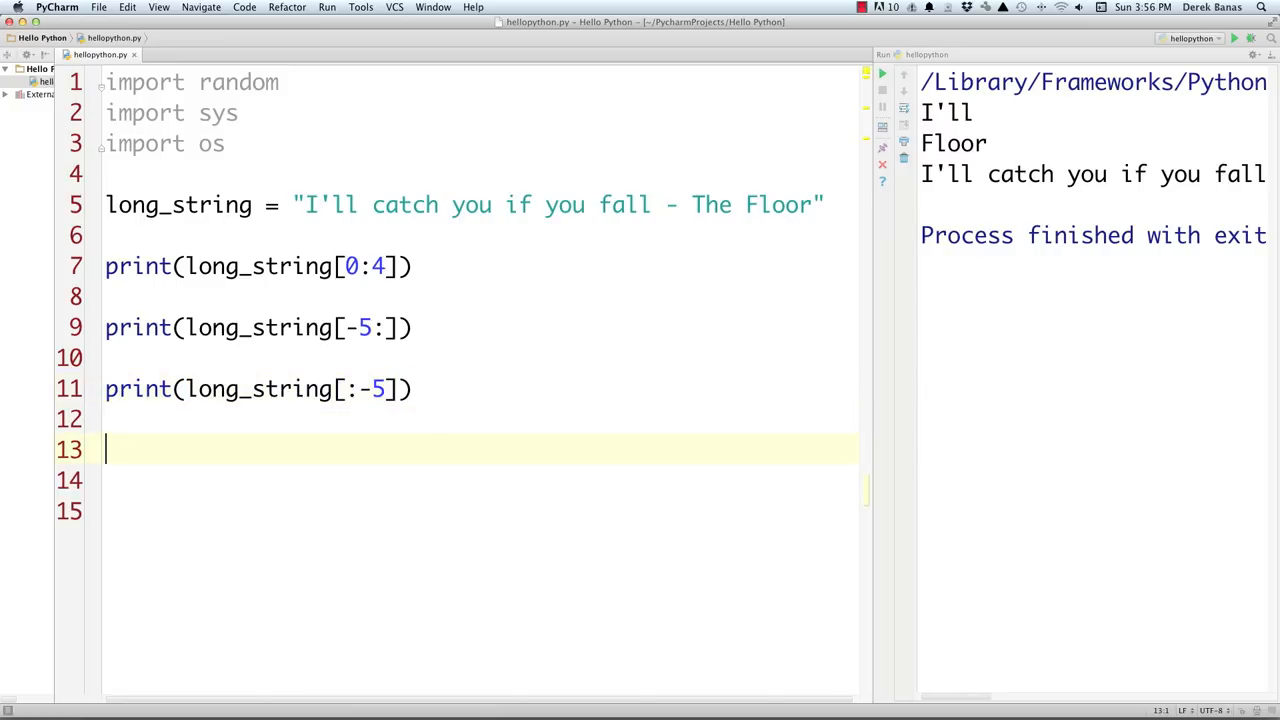 PyCharm File Edit View Navigate Code Refactor Run Tools VCS Window Help 10 Sun 3:56 PM Derek Banas
hellopython.py - Hello Python - [~/PycharmProjects/Hello Python]
Hello Python hellopython.py hellopython
hellopython.py × Run hellopython
Hello P
hell
Externa
1 import random
2 import sys
3 import os
4
5 long_string = "I'll catch you if you fall - The Floor"
6
7 print(long_string[0:4])
8
9 print(long_string[-5:])
10
11 print(long_string[:-5])
12
13
14
15
/Library/Frameworks/Python
I'll
Floor
I'll catch you if you fall
Process finished with exit
13:1 LF UTF-8